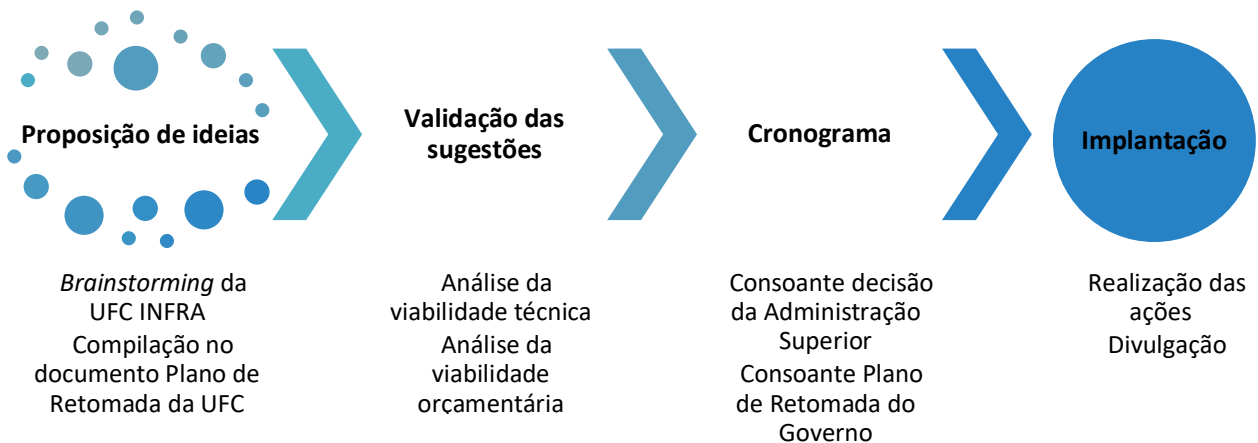 Proposição de ideias
Brainstorming da
UFC INFRA
Compilação no
documento Plano de
Retomada da UFC
Validação das
sugestões
Análise da
viabilidade técnica
Análise da
viabilidade
orçamentária
Cronograma
Consoante decisão
da Administração
Superior
Consoante Plano
de Retomada do
Governo
Implantação
Realização das
ações
Divulgação